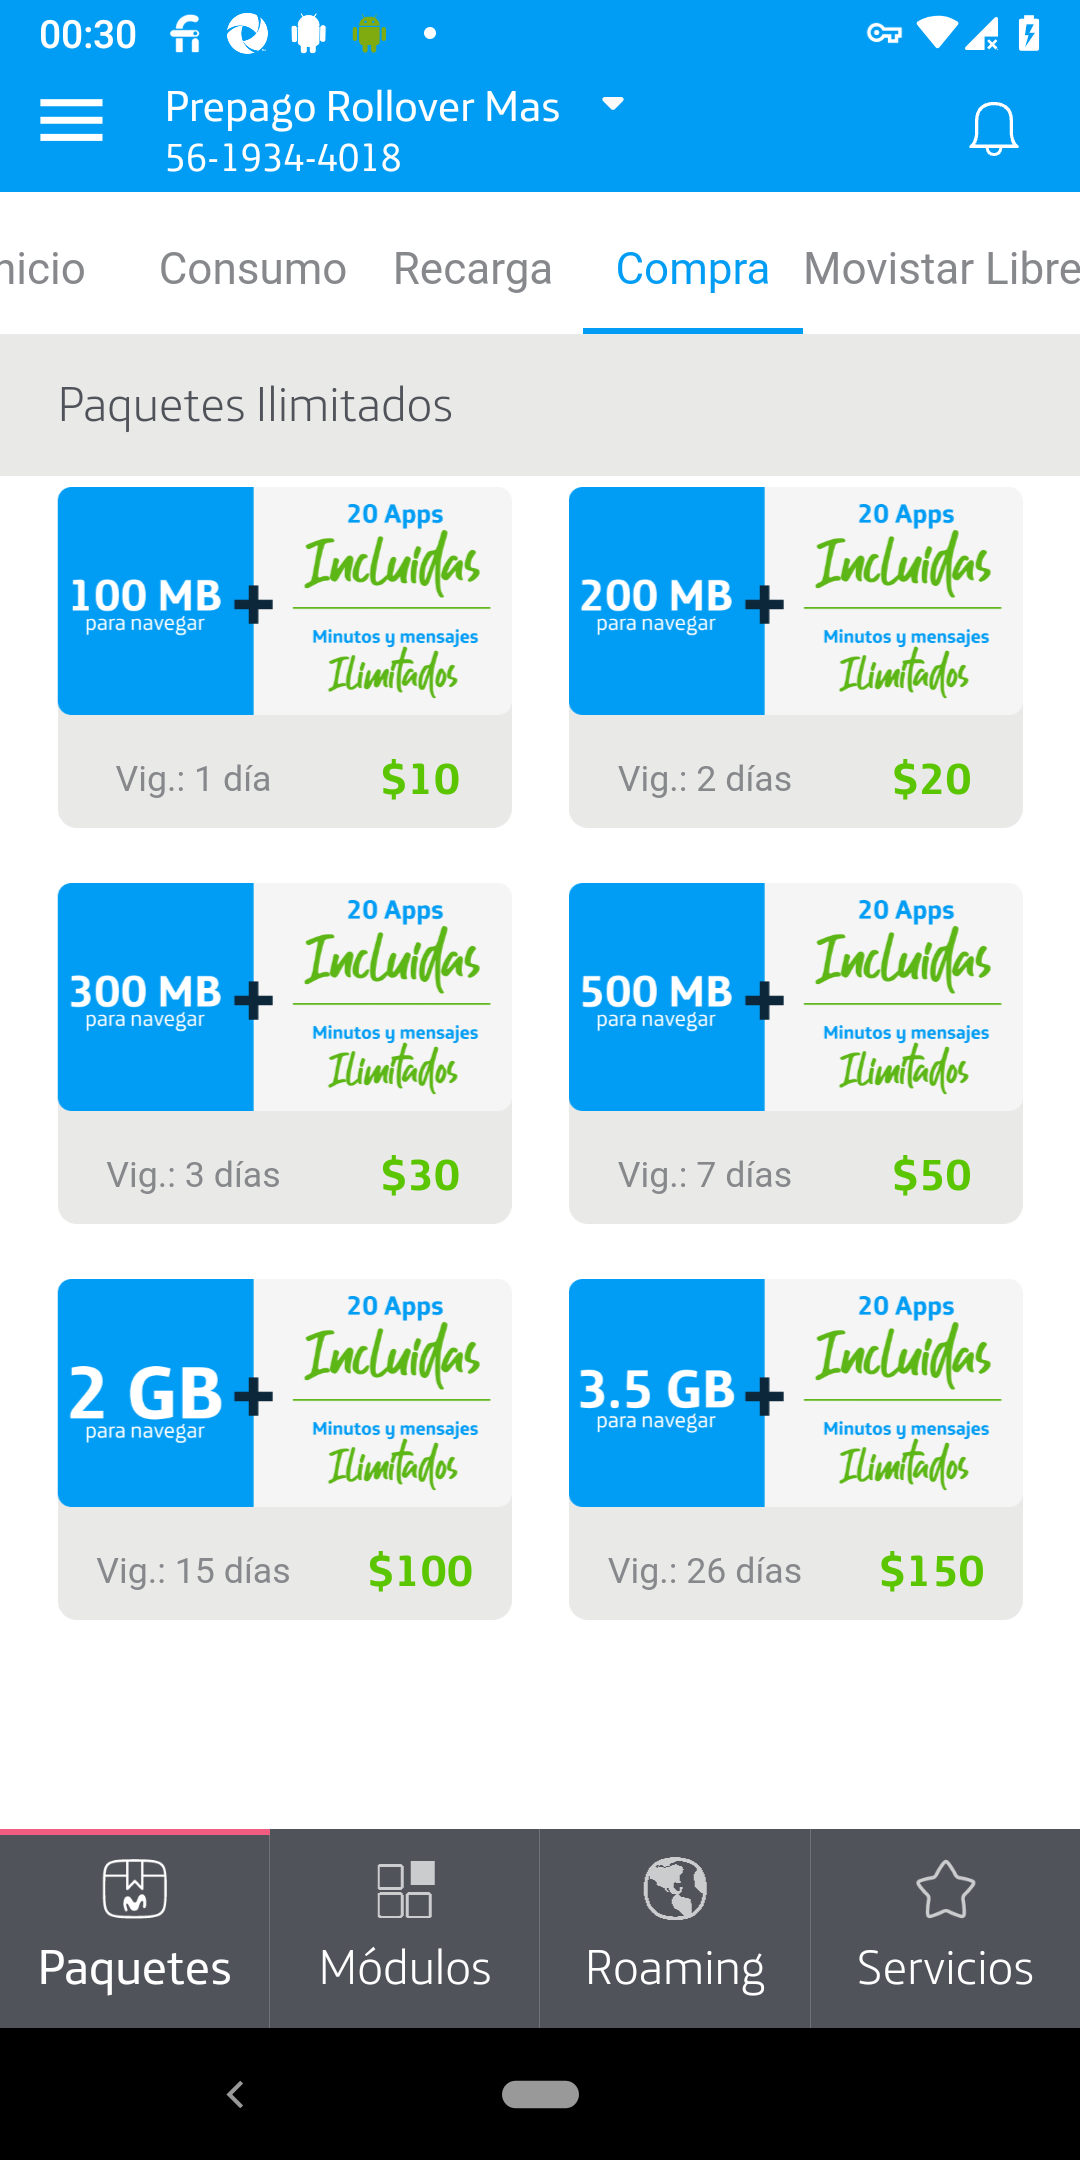 00:30
Prepago Rollover Mas
56-1934-4018
nicio Consumo Recarga Compra Movistar Libre
Paquetes Ilimitados
100 MB
para navegar
+
20 Apps
Incluidas
Minutos y mensajes
Ilimitados
Vig.: 1 día $10
200 MB
para navegar
+
20 Apps
Incluidas
Minutos y mensajes
Ilimitados
Vig.: 2 días $20
300 MB
para navegar
+
20 Apps
Incluidas
Minutos y mensajes
Ilimitados
Vig.: 3 días $30
500 MB
para navegar
+
20 Apps
Incluidas
Minutos y mensajes
Ilimitados
Vig.: 7 días $50
2 GB
para navegar
+
20 Apps
Incluidas
Minutos y mensajes
Ilimitados
Vig.: 15 días $100
3.5 GB
para navegar
+
20 Apps
Incluidas
Minutos y mensajes
Ilimitados
Vig.: 26 días $150
Paquetes Módulos Roaming Servicios